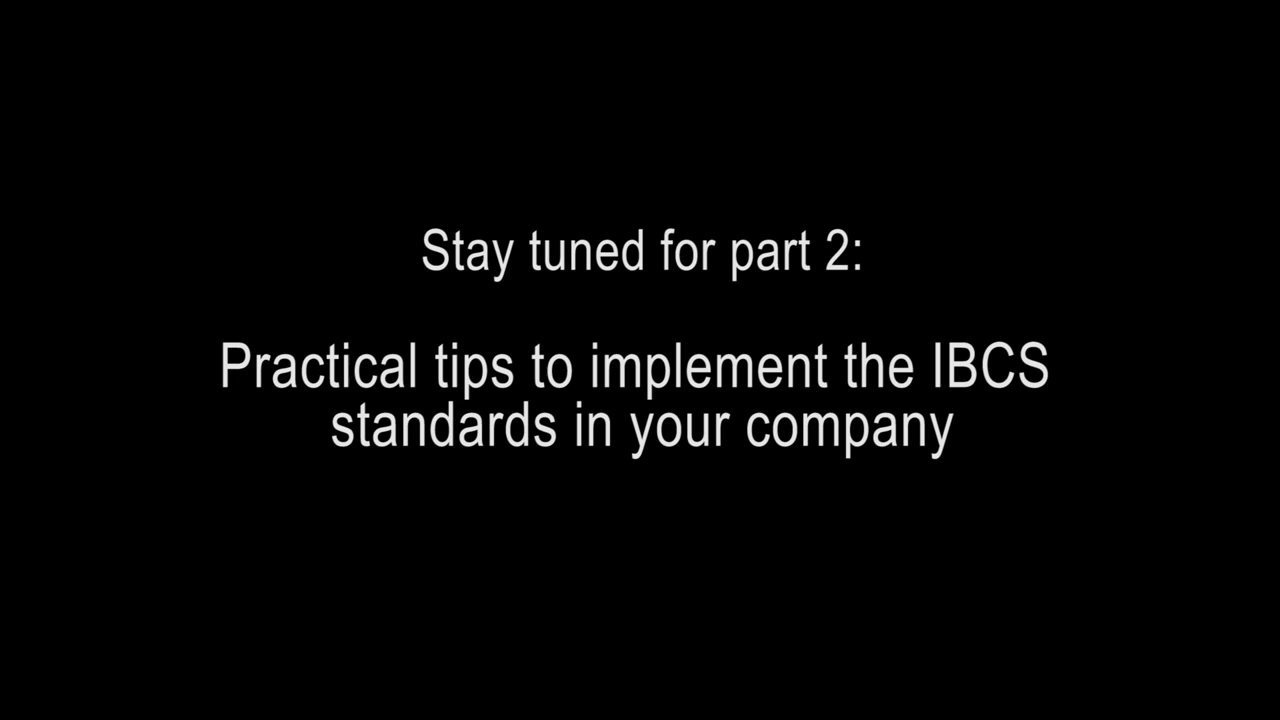 Stay tuned for part 2:
Practical tips to implement the IBCS
standards in your company